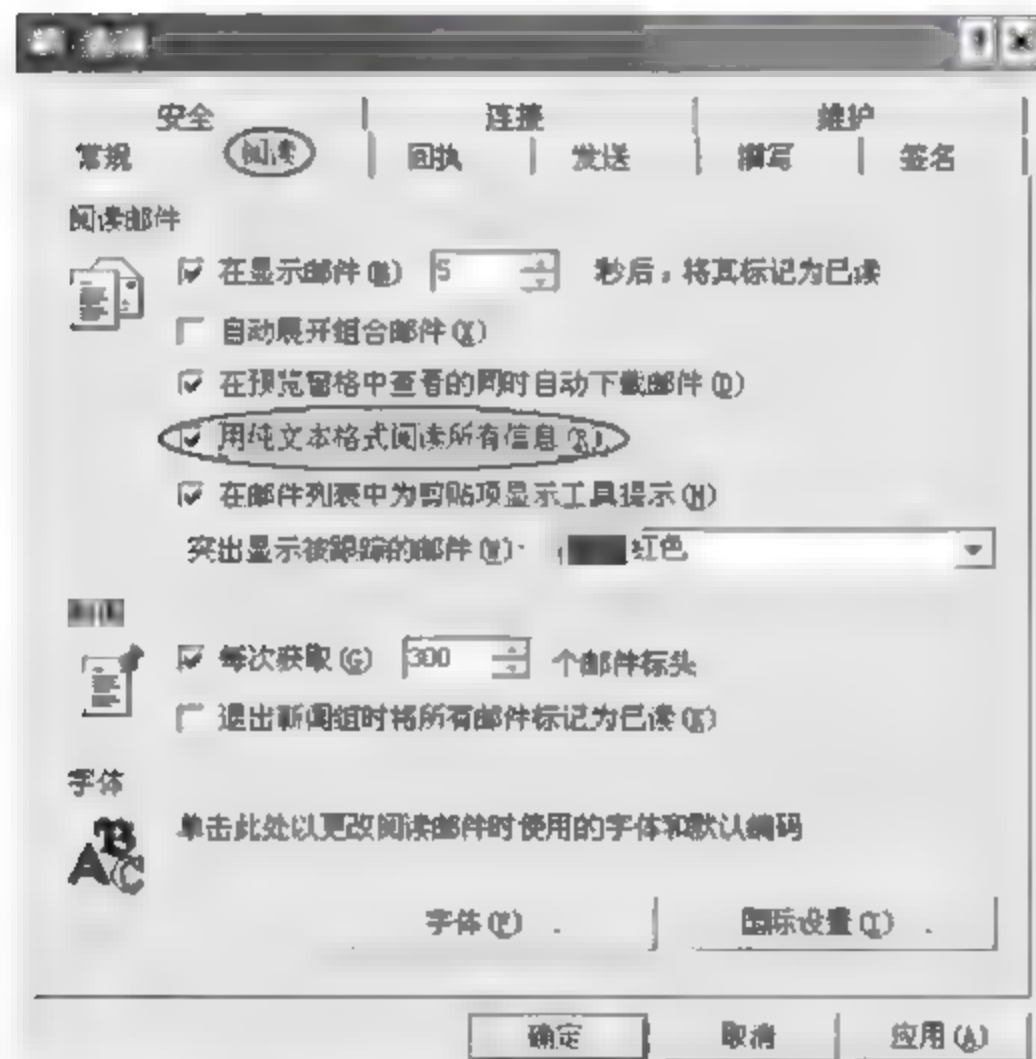 安全 连接 维护
常规 阅读 回执 发送 撰写 签名
阅读邮件
在显示邮件(M) 5 秒后，将其标记为已读
自动展开组合邮件(X)
在预览窗格中查看的同时自动下载邮件(D)
用纯文本格式阅读所有信息(R)
在邮件列表中为剪贴项显示工具提示(N)
突出显示被跟踪的邮件(W): 红色
每次获取(G) 300 个邮件标头
退出新闻组时将所有邮件标记为已读(K)
字体
单击此处以更改阅读邮件时使用的字体和默认编码
字体(F) . 国际设置(I) .
确定 取消 应用(A)